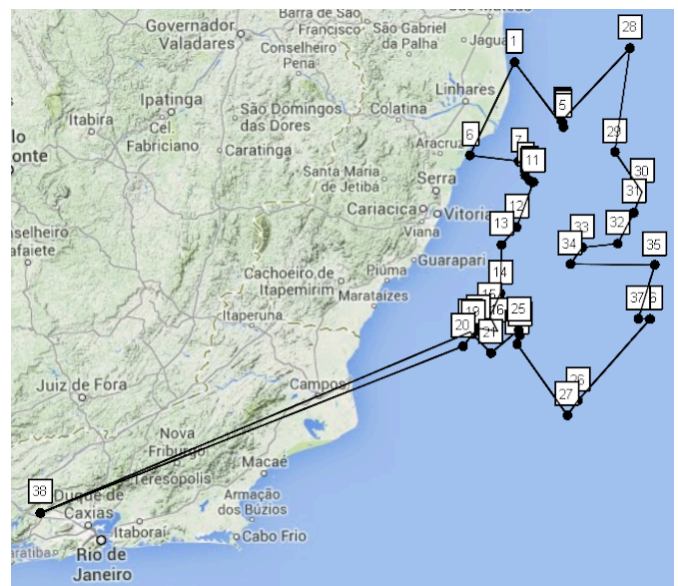 Governador
Valadares
Barra de São
Francisco
São Gabriel
da Palha
Jagua
1
28
Conselheiro
Pena
Linhares
5
Ipatinga
São Domingos
das Dores
Colatina
Itabira
Cel.
Fabriciano
Caratinga
Aracruz
6
7
29
Santa Maria
de Jetibá
Serra
11
30
Cariacica
Vitória
12
31
Viana
13
32
33
34
35
Guarapari
Cachoeiro de
Itapemirim
Piúma
14
Marataízes
15
Itaperuna
20
21
25
37
Juiz de Fora
Campos
26
27
Nova
Friburgo
Teresópolis
Macaé
38
Duque de
Caxias
Armação
dos Búzios
Itaboraí
Cabo Frio
Rio de
Janeiro